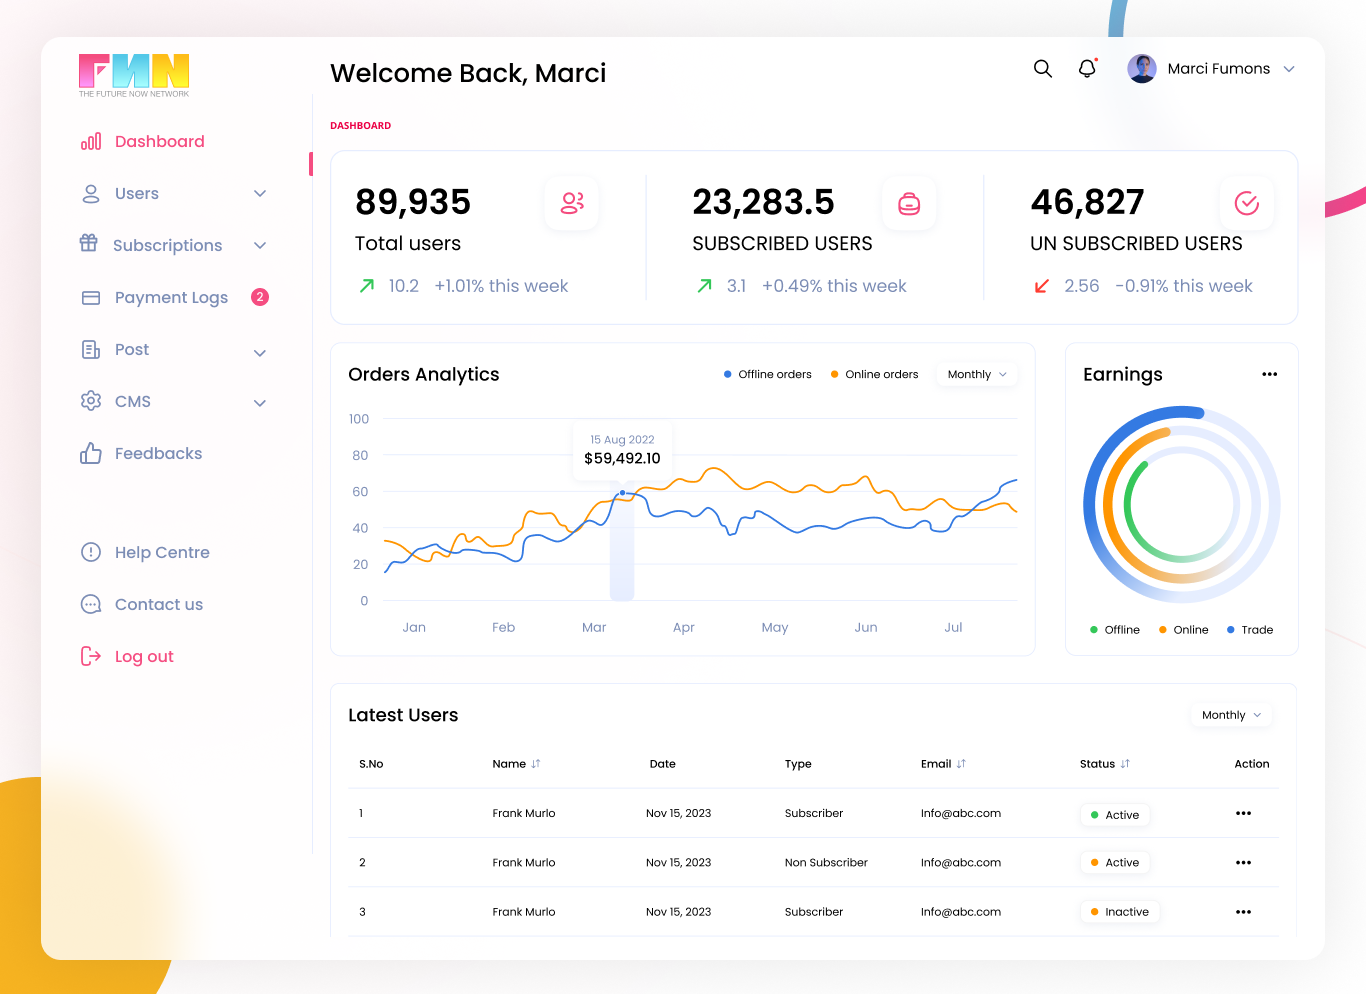 FNN
THE FUTURE NOW NETWORK
Dashboard
Users
Subscriptions
Payment Logs 2
Post
CMS
Feedbacks
Help Centre
Contact us
Log out
Welcome Back, Marci
Marci Fumons
DASHBOARD
89,935
Total users
10.2 +1.01% this week
23,283.5
SUBSCRIBED USERS
3.1 +0.49% this week
46,827
UN SUBSCRIBED USERS
2.56 -0.91% this week
Orders Analytics
Offline orders Online orders Monthly
100
80
60
40
20
0
15 Aug 2022
$59,492.10
Jan Feb Mar Apr May Jun Jul
Earnings
Offline Online Trade
Latest Users
Monthly
S.No Name Date Type Email Status Action
1 Frank Murlo Nov 15, 2023 Subscriber Info@abc.com Active
2 Frank Murlo Nov 15, 2023 Non Subscriber Info@abc.com Active
3 Frank Murlo Nov 15, 2023 Subscriber Info@abc.com Inactive